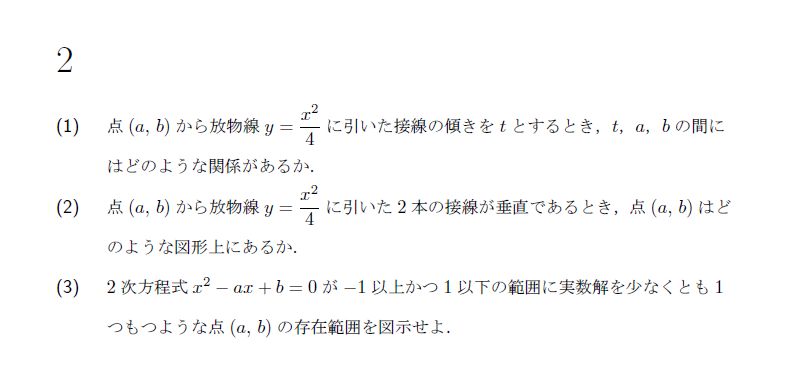 2
(1) 点 (a, b) から放物線 y = x²/4 に引いた接線の傾きを t とするとき，t，a，b の間に
はどのような関係があるか．
(2) 点 (a, b) から放物線 y = x²/4 に引いた 2 本の接線が垂直であるとき，点 (a, b) はど
のような図形上にあるか．
(3) 2 次方程式 x² − ax + b = 0 が −1 以上かつ 1 以下の範囲に実数解を少なくとも 1
つもつような点 (a, b) の存在範囲を図示せよ．